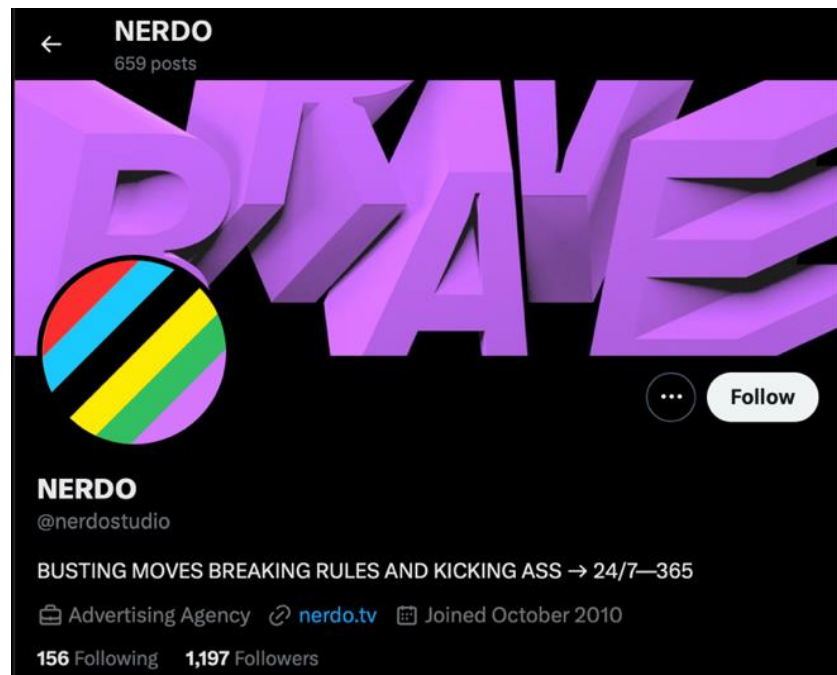 NERDO
659 posts
BRAVE
Follow
NERDO
@nerdostudio
BUSTING MOVES BREAKING RULES AND KICKING ASS → 24/7—365
Advertising Agency nerdo.tv Joined October 2010
156 Following 1,197 Followers